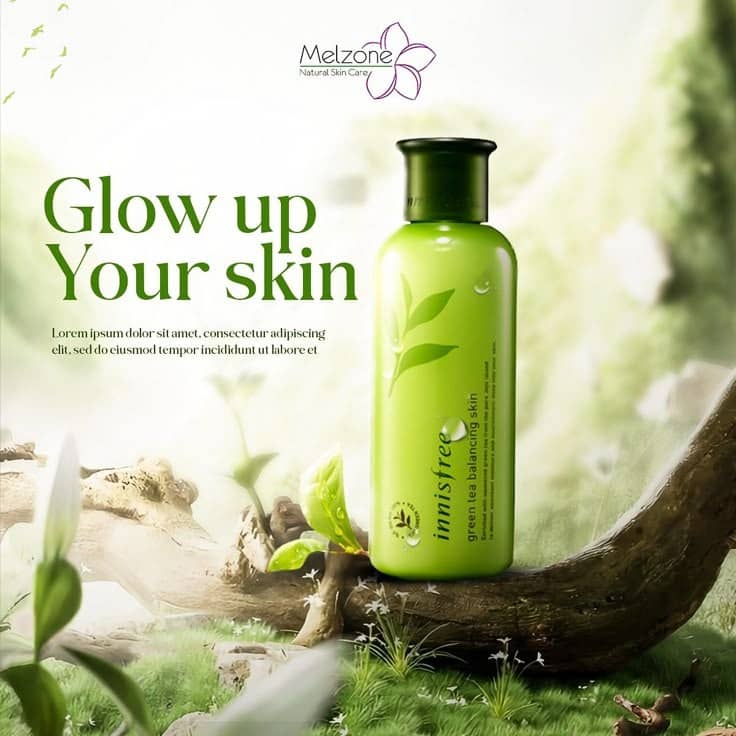 Melzone
Natural Skin Care
Glow up
Your skin
Lorem ipsum dolor sit amet, consectetur adipiscing
elit, sed do eiusmod tempor incididunt ut labore et
innisfree
green tea balancing skin